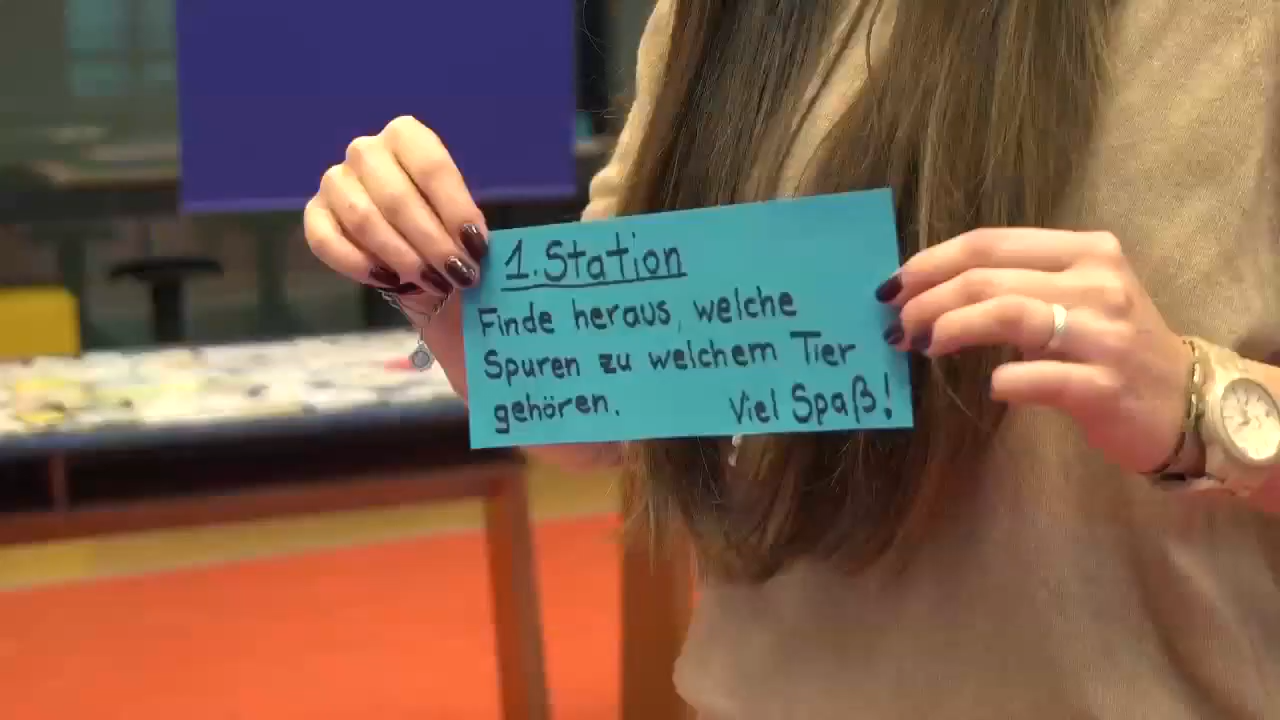 1. Station
Finde heraus, welche
Spuren zu welchem Tier
gehören. Viel Spaß!